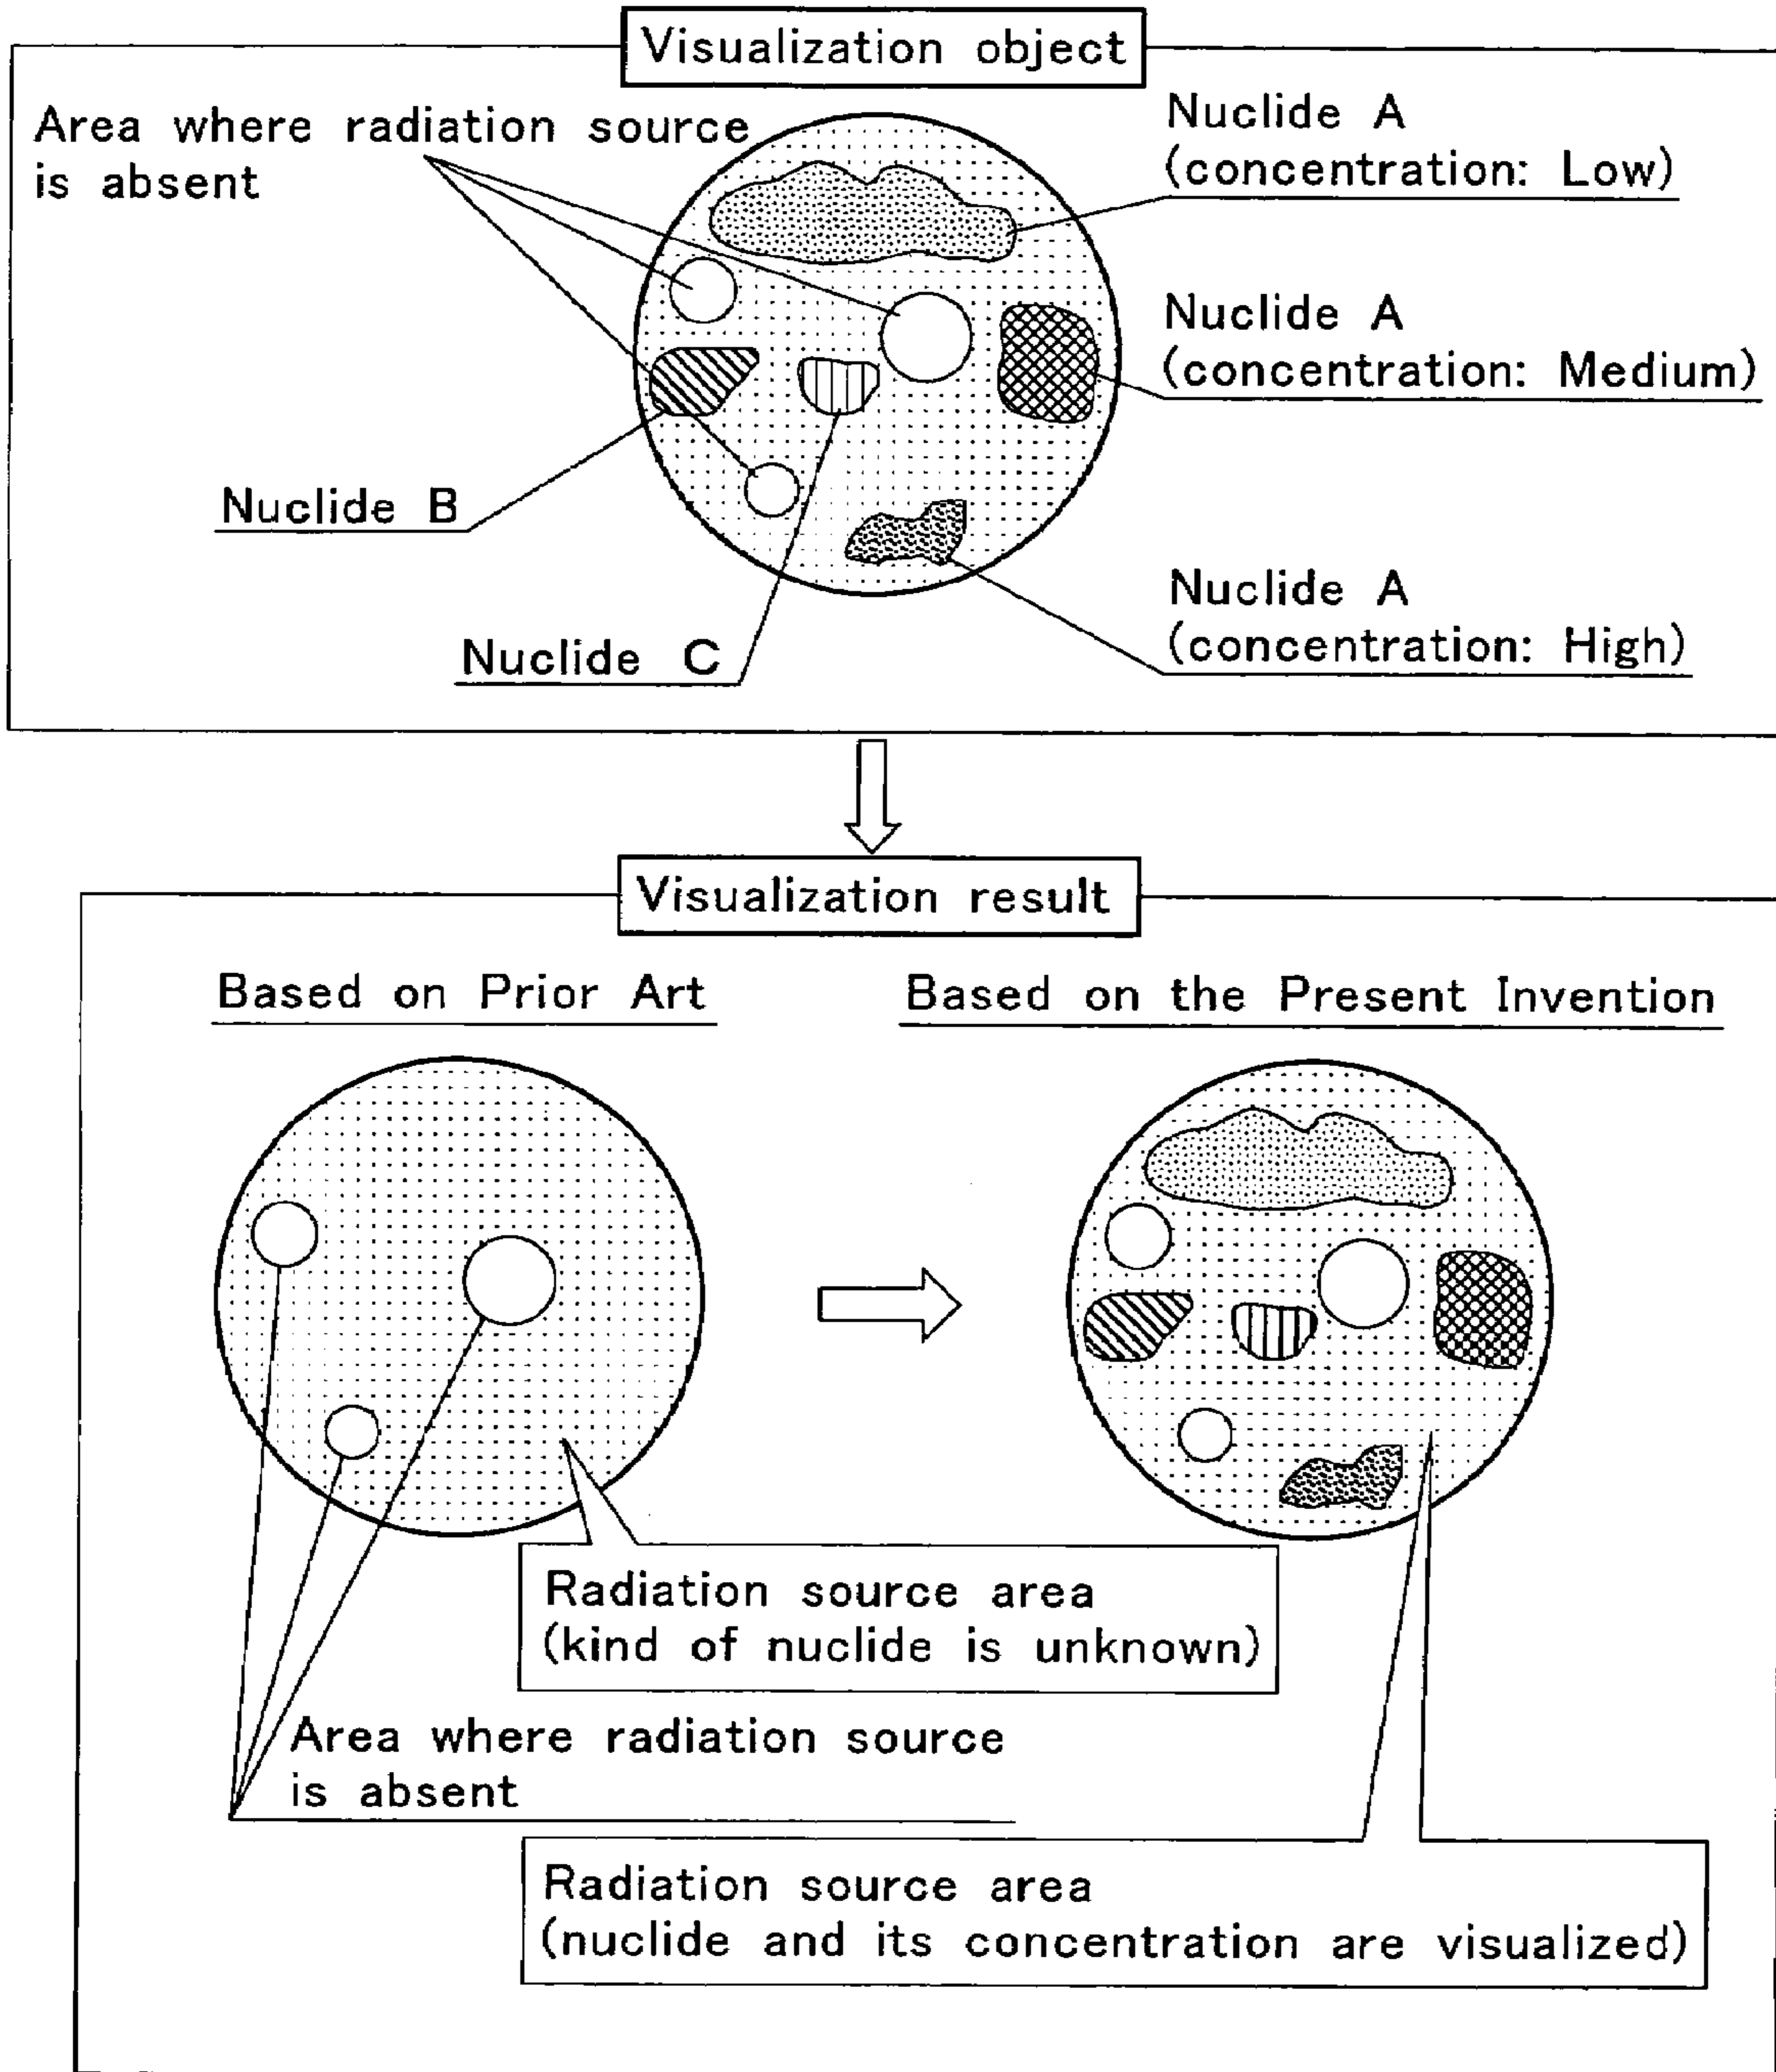 Visualization object
Area where radiation source
is absent
Nuclide A
(concentration: Low)
Nuclide A
(concentration: Medium)
Nuclide B
Nuclide A
(concentration: High)
Nuclide C
Visualization result
Based on Prior Art
Based on the Present Invention
Radiation source area
(kind of nuclide is unknown)
Area where radiation source
is absent
Radiation source area
(nuclide and its concentration are visualized)